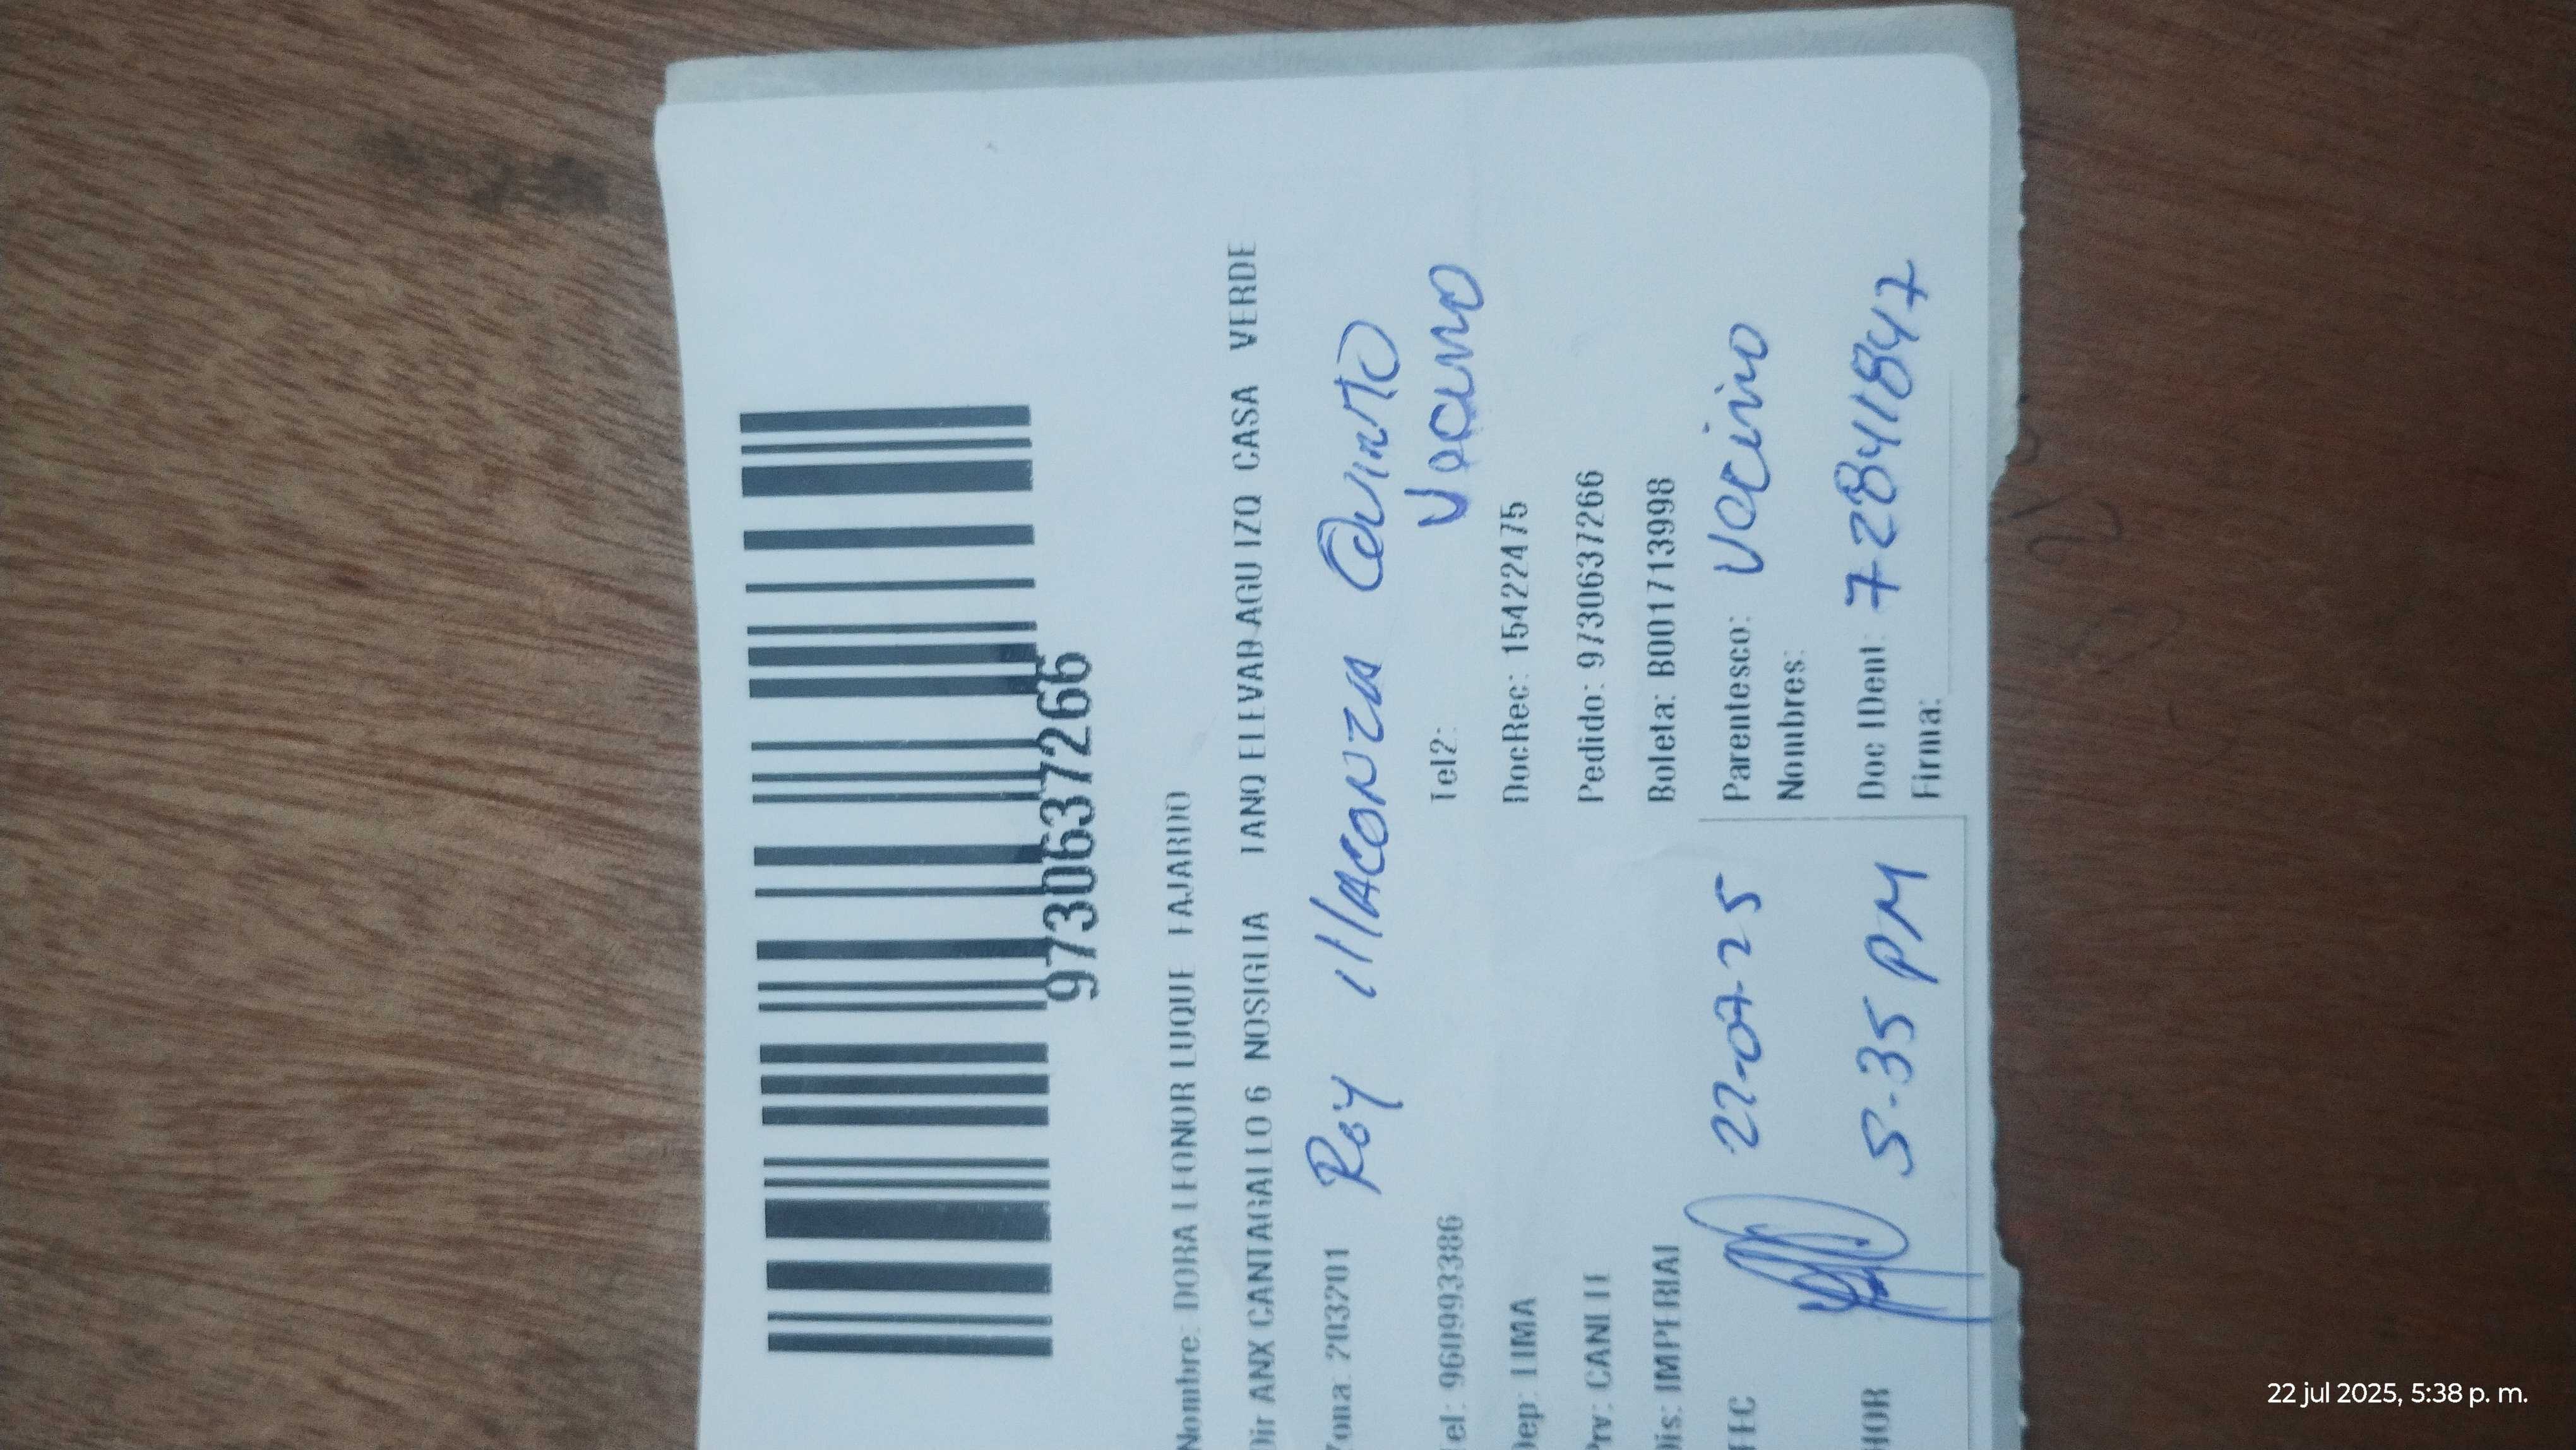 9730637266
Nombre: DORA LEONOR LUQUE FAJARDO
Dir ANX CANTAGALLO 6 NOSIGLIA TANQ ELEVAD AGU IZQ CASA VERDE
Zona: 203201 Roy illaconza Quinto
Tel: 960993386 Tel2: Vecino
Dep: LIMA DocRec: 15422475
Prv: CANETE Pedido: 9730637266
Dis: IMPERIAL Boleta: B001713998
FEC 22-07-25 Parentesco: Vecino
Nombres:
HOR 5-35 PM Doc IDent: 72841847
Firma:
22 jul 2025, 5:38 p. m.